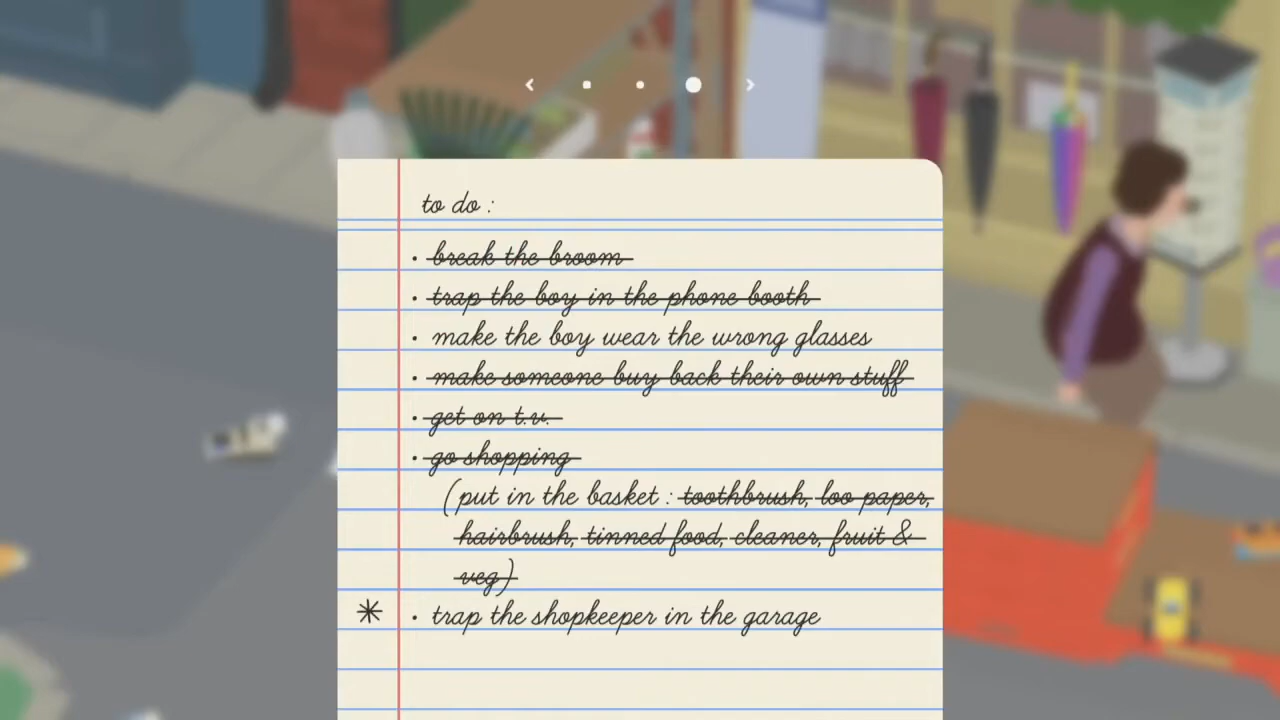 to do :
• break the broom
• trap the boy in the phone booth
• make the boy wear the wrong glasses
• make someone buy back their own stuff
• get on t.v.
• go shopping
(put in the basket : toothbrush, loo paper,
hairbrush, tinned food, cleaner, fruit &
veg)
* • trap the shopkeeper in the garage